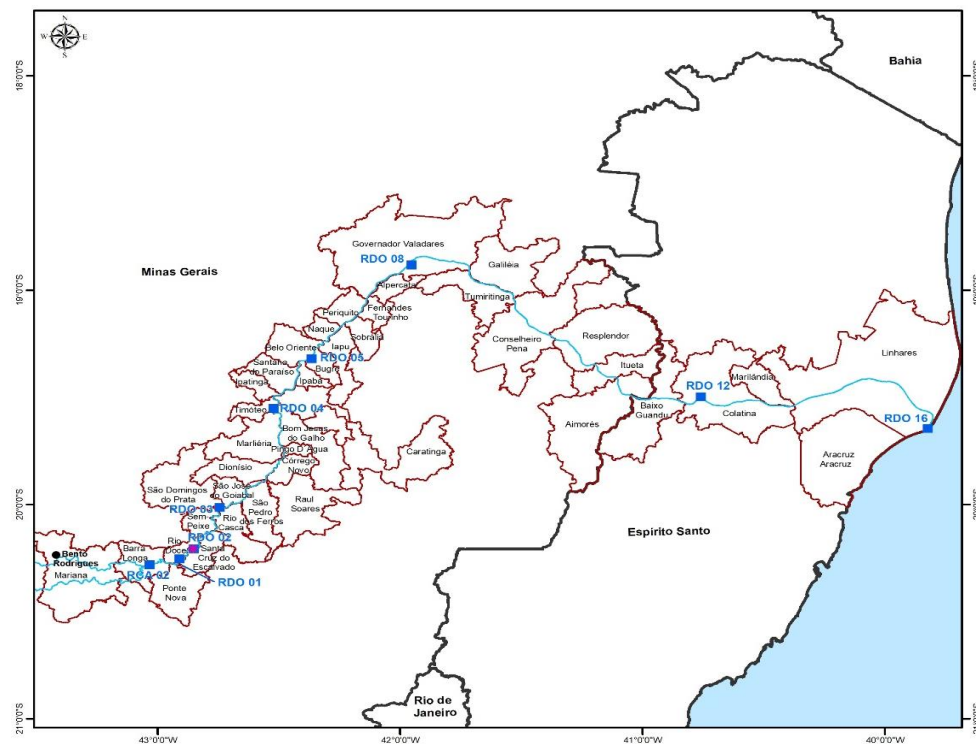 N
W E
S
Bahia
18°0'0"S
Governador Valadares
RDO 08
Galiléia
Minas Gerais
Alpercata
19°0'0"S
Tumiritinga
Periquito
Fernandes
Tourinho
Naque
Sobrália
Resplendor
Belo Oriente
Iapu
Conselheiro
Pena
Linhares
RDO 05
Santana
do Paraíso
Bugre
Itueta
Ipatinga
Ipaba
Marilândia
RDO 12
Timóteo
RDO 04
Baixo
Guandu
Colatina
RDO 16
Aimorés
Bom Jesus
do Galho
Marliéria
Pingo D'Água
Caratinga
Córrego
Novo
Aracruz
Aracruz
Dionísio
São José
do Goiabal
São Domingos
do Prata
Raul
Soares
São
Pedro
dos Ferros
20°0'0"S
RDO 03
Sem
Peixe
Rio
Casca
RDO 02
Espírito Santo
Rio
Doce
Santa
Cruz do
Escalvado
Barra
Longa
Bento
Rodrigues
Mariana
RGA 02
RDO 01
Ponte
Nova
Rio de
Janeiro
21°0'0"S
43°0'0"W
42°0'0"W
41°0'0"W
40°0'0"W